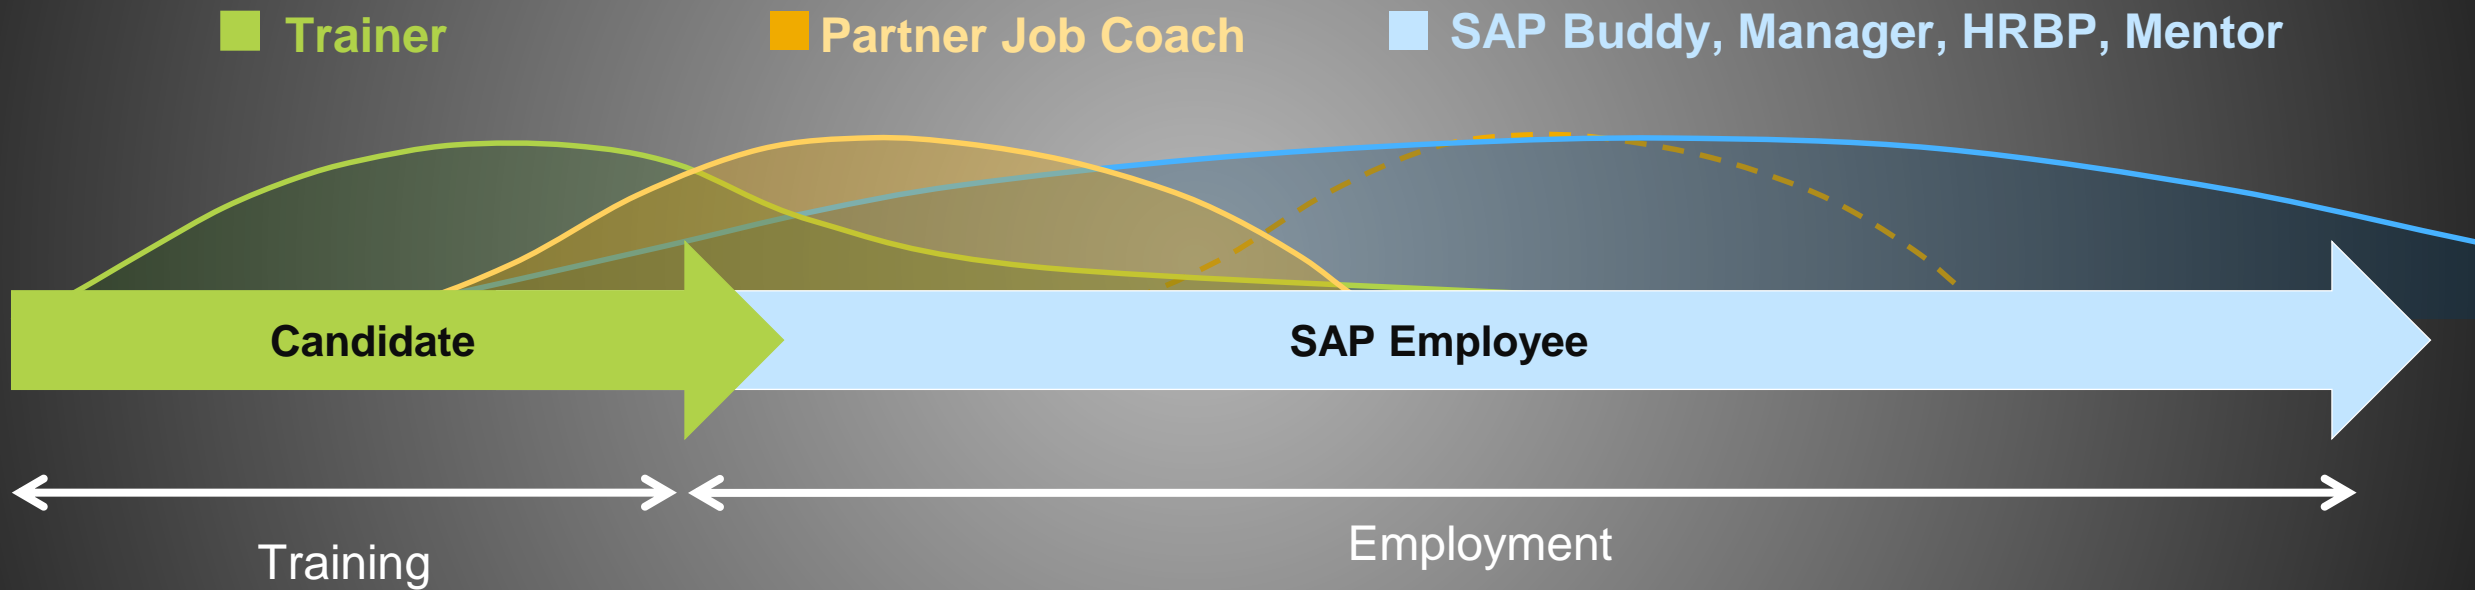 Trainer
Partner Job Coach
SAP Buddy, Manager, HRBP, Mentor
Candidate
SAP Employee
Training
Employment